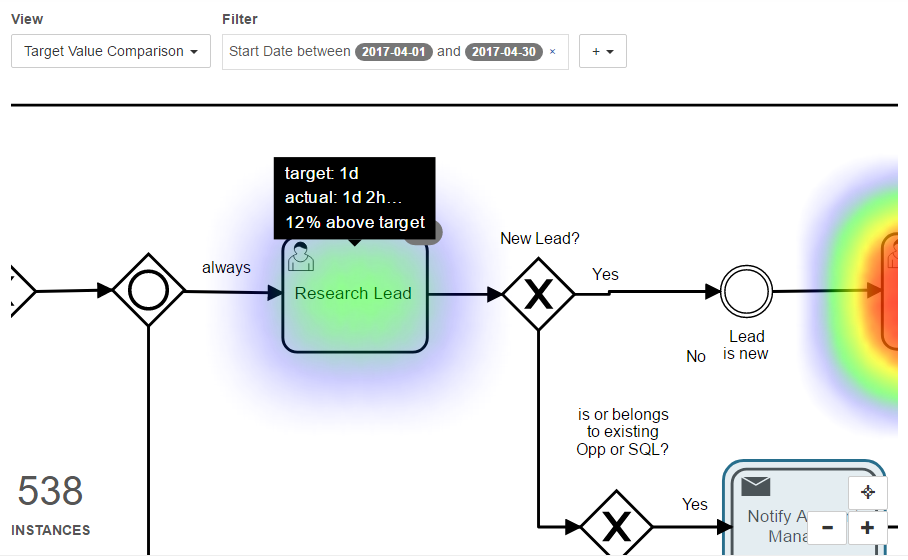 View
Filter
Target Value Comparison
Start Date between 2017-04-01 and 2017-04-30 ×
+
target: 1d
actual: 1d 2h…
12% above target
always
Research Lead
New Lead?
Yes
Lead
is new
No
is or belongs
to existing
Opp or SQL?
538
INSTANCES
Yes
Notify A
Mana
-
+